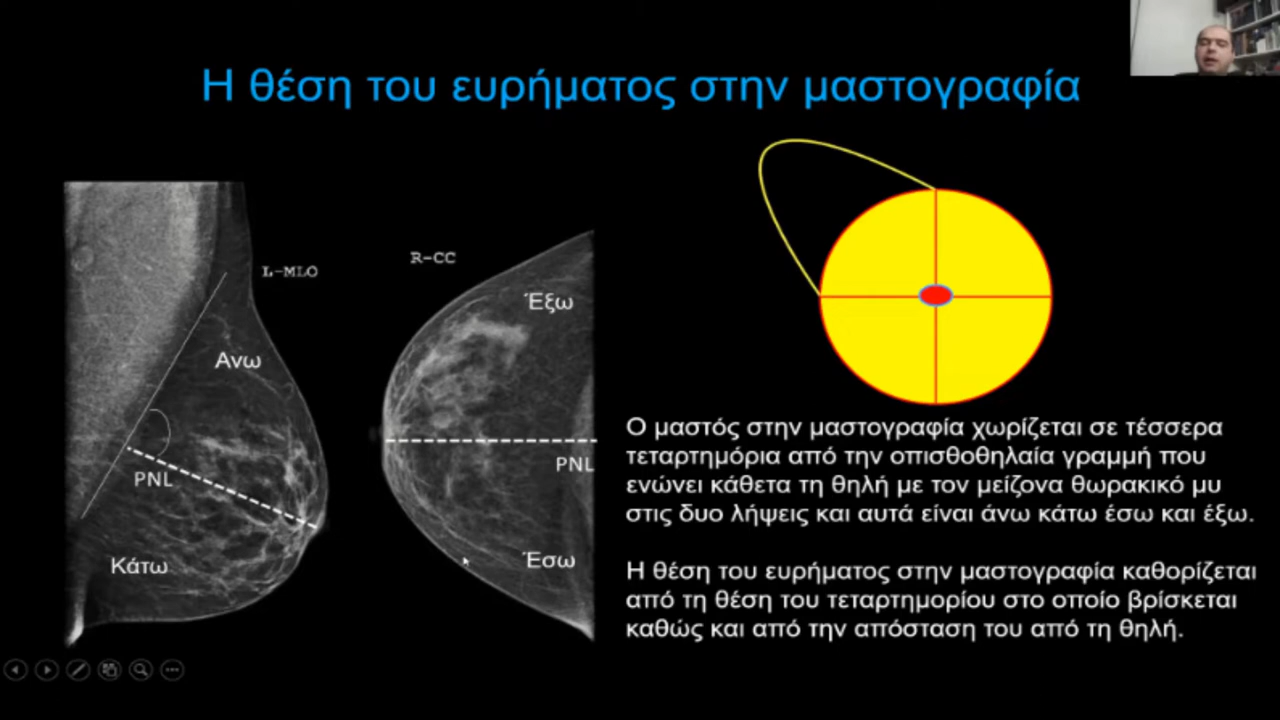 Η θέση του ευρήματος στην μαστογραφία
L-MLO
Ανω
PNL
Κάτω
R-CC
Έξω
PNL
Έσω
Ο μαστός στην μαστογραφία χωρίζεται σε τέσσερα
τεταρτημόρια από την οπισθοθηλαία γραμμή που
ενώνει κάθετα τη θηλή με τον μείζονα θωρακικό μυ
στις δυο λήψεις και αυτά είναι άνω κάτω έσω και έξω.
Η θέση του ευρήματος στην μαστογραφία καθορίζεται
από τη θέση του τεταρτημορίου στο οποίο βρίσκεται
καθώς και από την απόσταση του από τη θηλή.